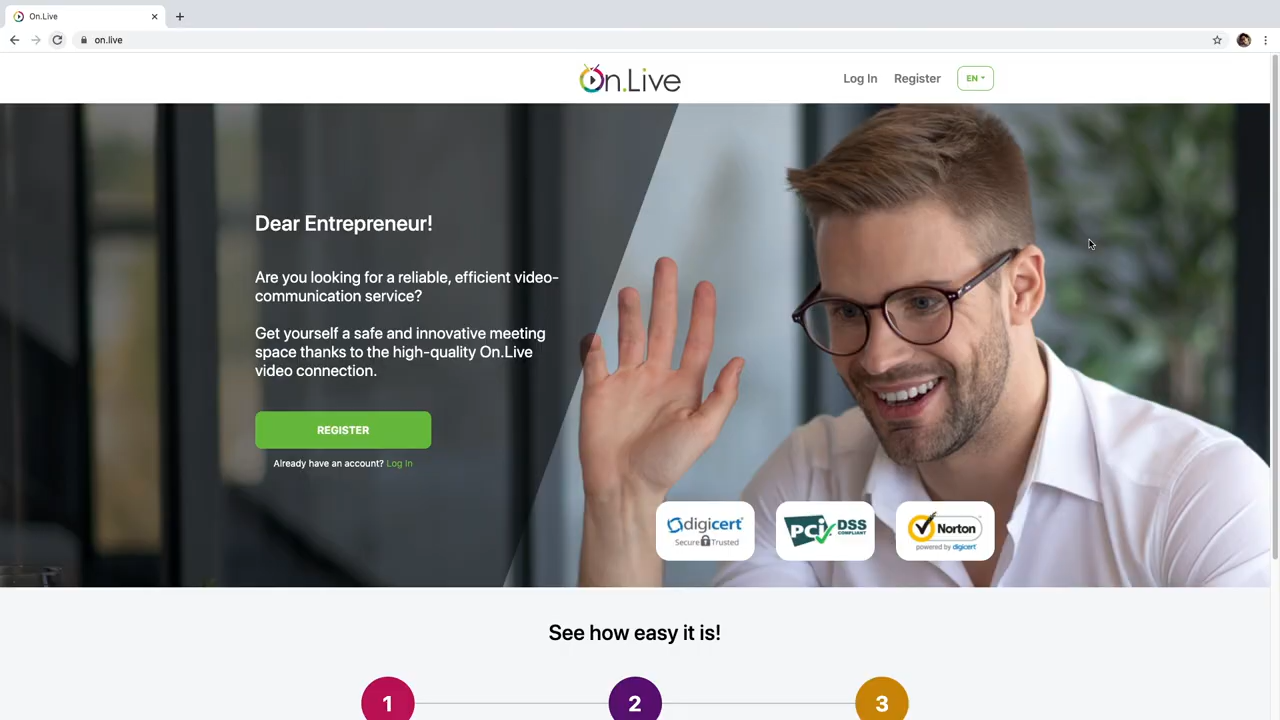 On.Live
on.live
On.Live
Log In
Register
EN
Dear Entrepreneur!
Are you looking for a reliable, efficient video-
communication service?
Get yourself a safe and innovative meeting
space thanks to the high-quality On.Live
video connection.
REGISTER
Already have an account? Log In
digicert
Secure Trusted
PCi DSS
COMPLIANT
Norton
powered by digicert
See how easy it is!
1
2
3